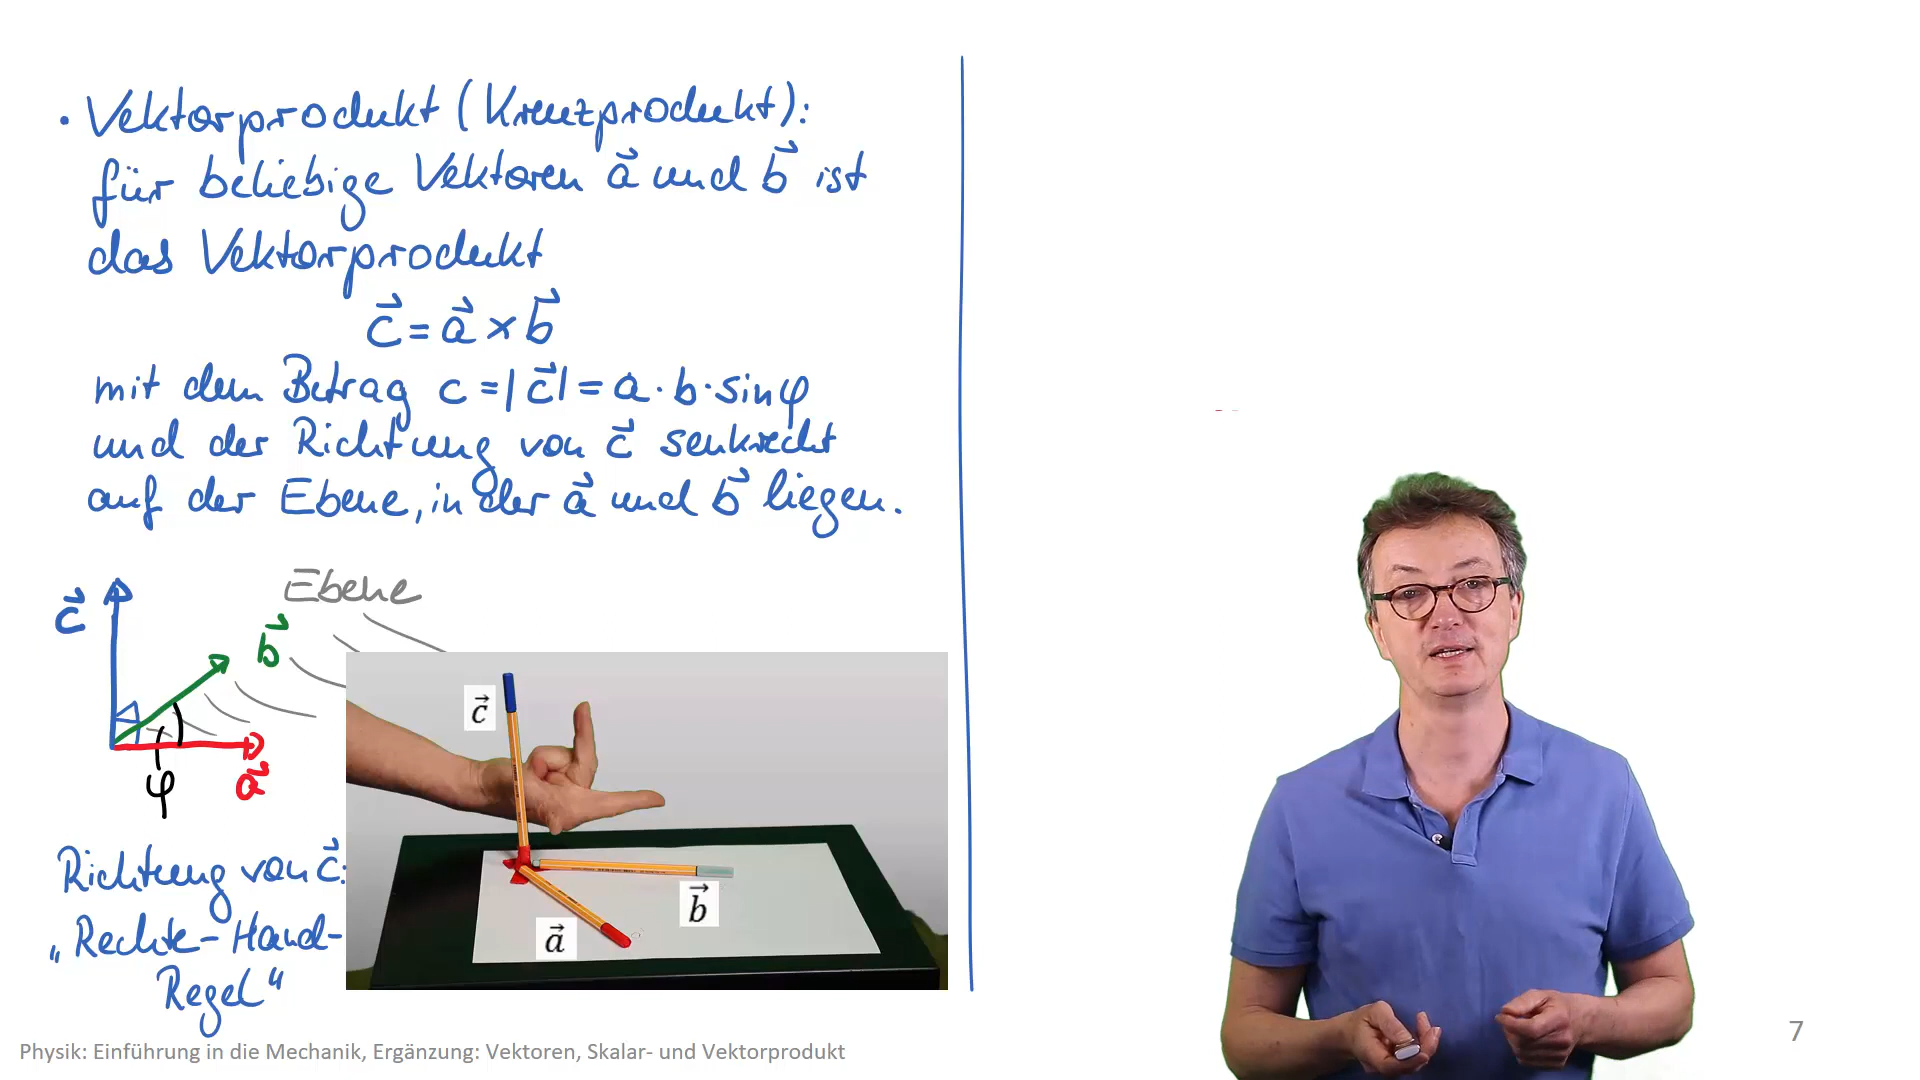 • Vektorprodukt (Kreuzprodukt):
für beliebige Vektoren a⃗ und b⃗ ist
das Vektorprodukt
c⃗ = a⃗ × b⃗
mit dem Betrag c = |c⃗| = a · b · sin φ
und der Richtung von c⃗ senkrecht
auf der Ebene, in der a⃗ und b⃗ liegen.
Ebene
c⃗
b⃗
φ
a⃗
Richtung von c⃗:
„Rechte-Hand-
Regel“
c⃗
b⃗
a⃗
7
Physik: Einführung in die Mechanik, Ergänzung: Vektoren, Skalar- und Vektorprodukt